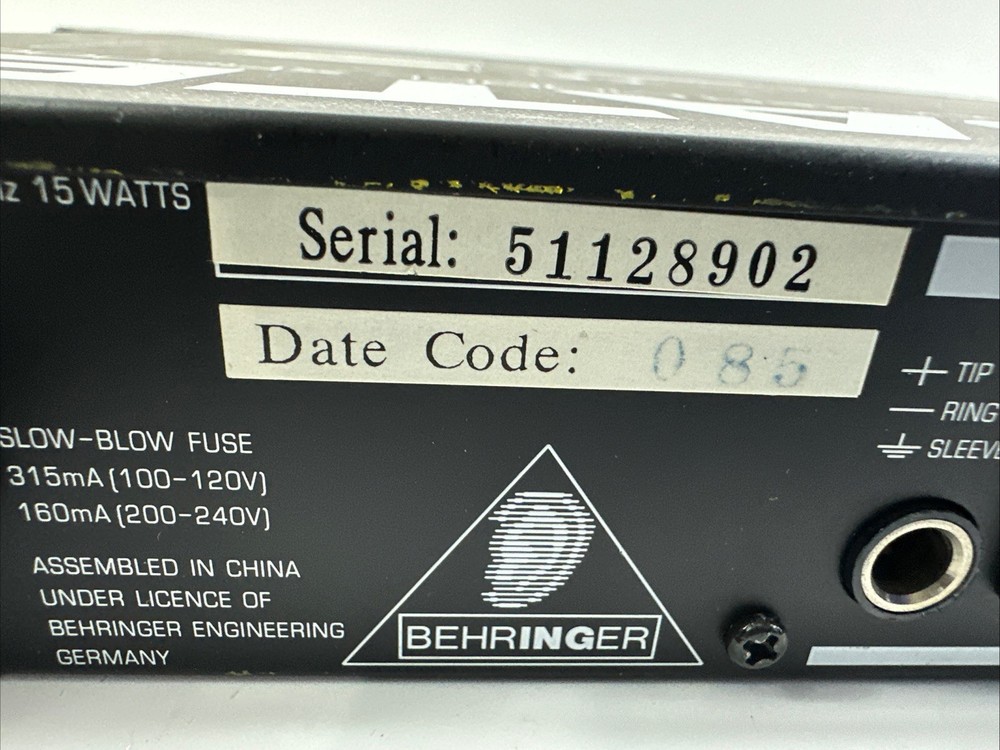 15 WATTS
Serial: 51128902
Date Code: 085
TIP
RING
SLEEVE
SLOW-BLOW FUSE
315mA (100-120V)
160mA (200-240V)
ASSEMBLED IN CHINA
UNDER LICENCE OF
BEHRINGER ENGINEERING
GERMANY
BEHRINGER